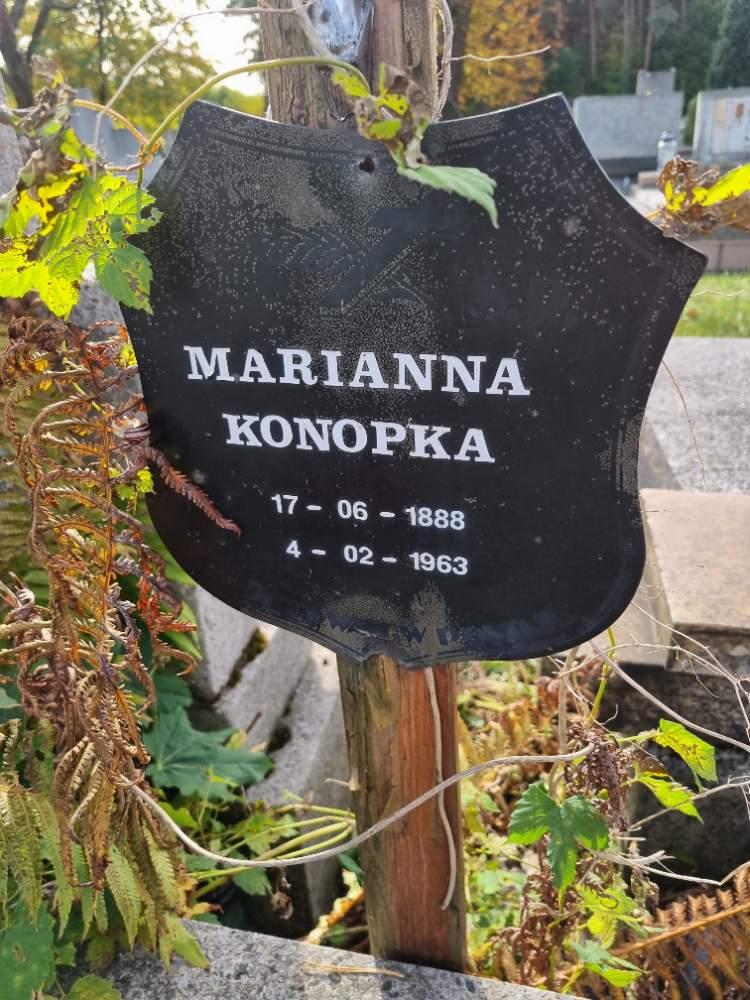 MARIANNA
KONOPKA
17 - 06 - 1888
4 - 02 - 1963